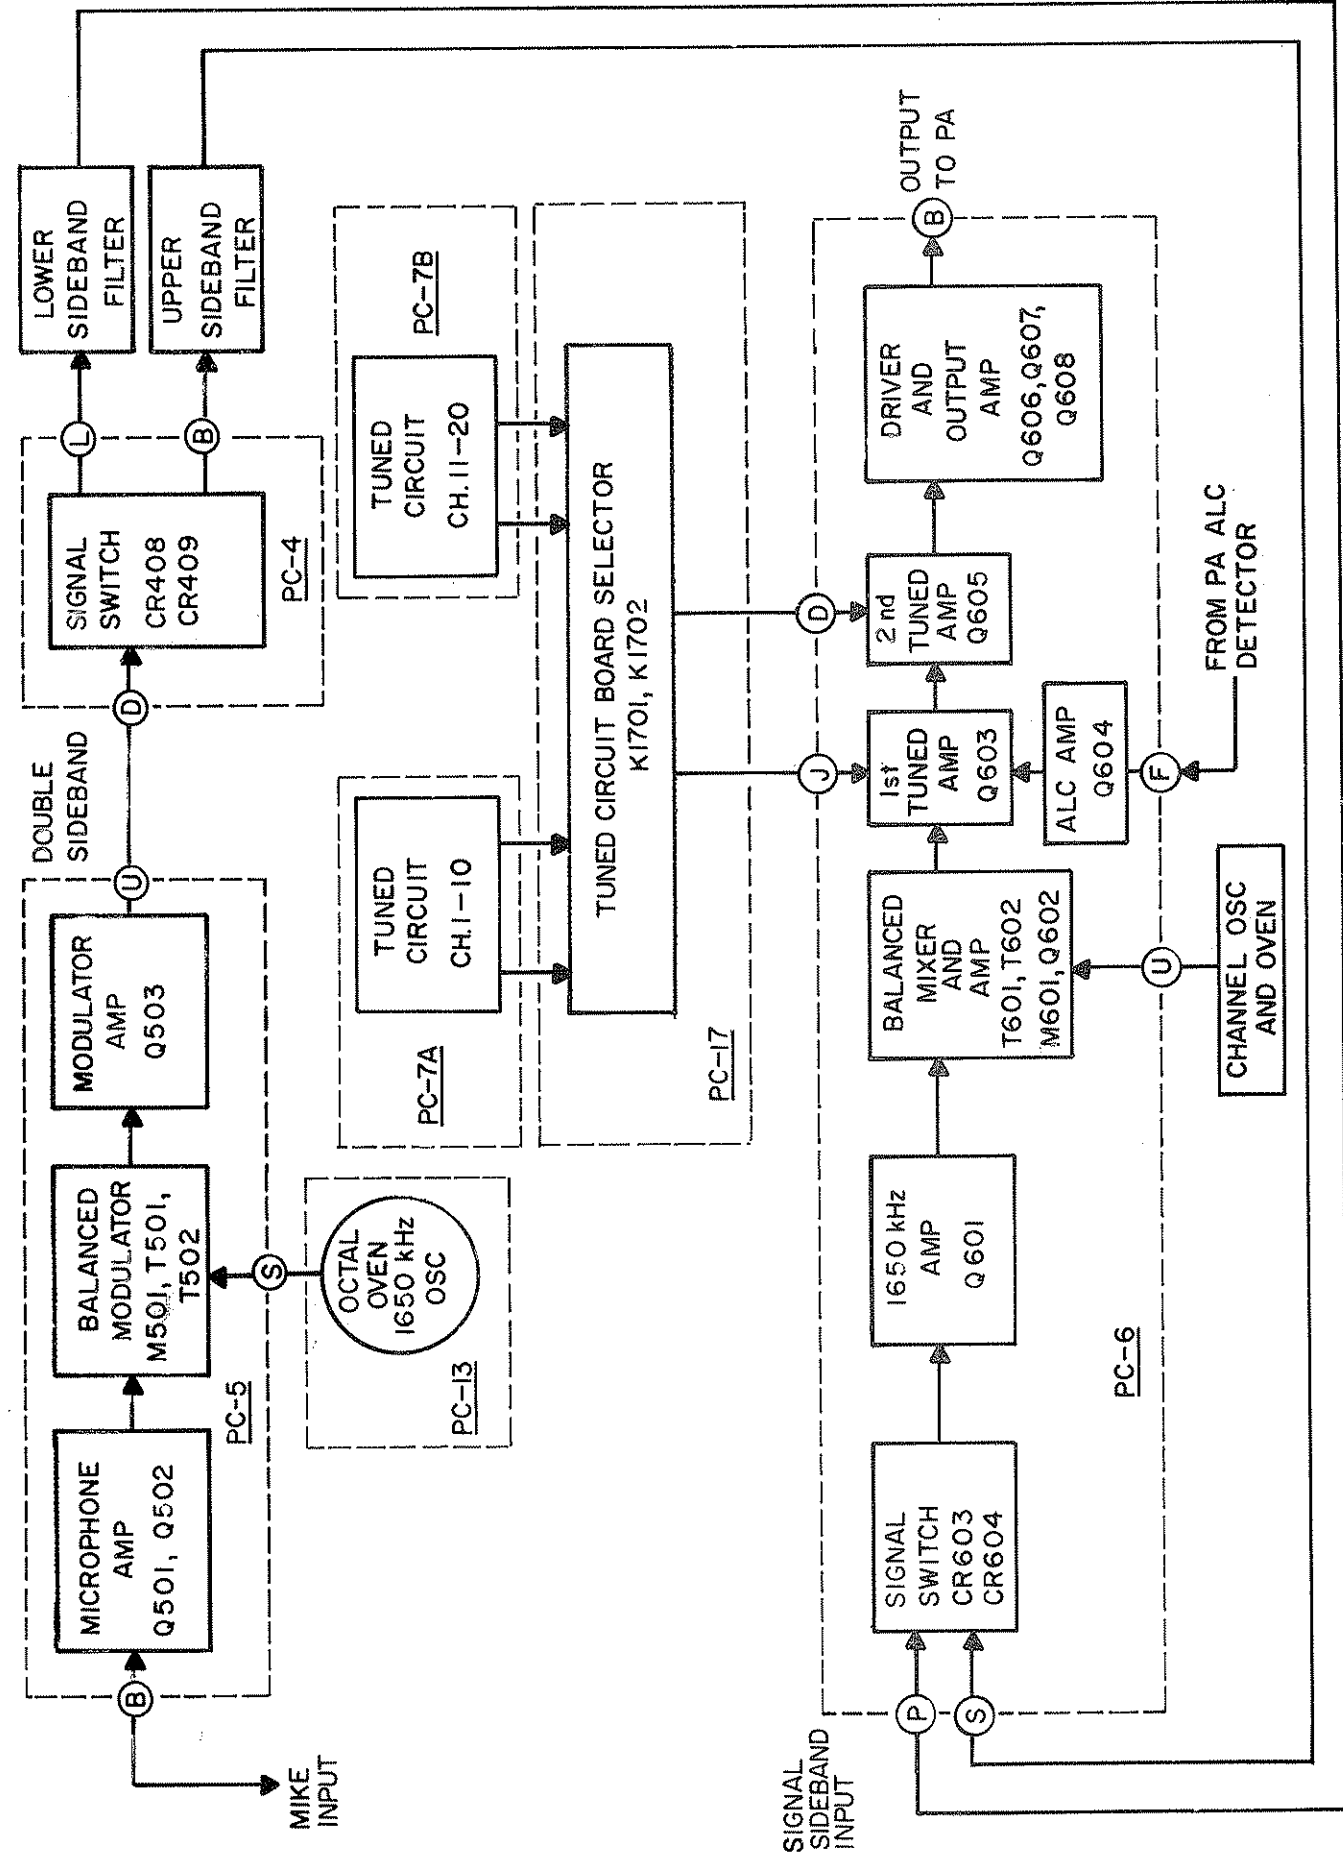 MIKE
INPUT
B
MICROPHONE
AMP
Q501, Q502
BALANCED
MODULATOR
M501, T501,
T502
MODULATOR
AMP
Q503
PC-5
U
S
DOUBLE
SIDEBAND
D
SIGNAL
SWITCH
CR408
CR409
PC-4
L
B
LOWER
SIDEBAND
FILTER
UPPER
SIDEBAND
FILTER
OCTAL
OVEN
1650 kHz
OSC
PC-13
TUNED
CIRCUIT
CH.1-10
PC-7A
TUNED
CIRCUIT
CH.11-20
PC-7B
TUNED CIRCUIT BOARD SELECTOR
K1701, K1702
PC-17
SIGNAL
SIDEBAND
INPUT
P
S
SIGNAL
SWITCH
CR603
CR604
1650 kHz
AMP
Q601
BALANCED
MIXER
AND
AMP
T601, T602
M601, Q602
J
1st
TUNED
AMP
Q603
D
2nd
TUNED
AMP
Q605
DRIVER
AND
OUTPUT
AMP
Q606, Q607,
Q608
B
OUTPUT
TO PA
ALC AMP
Q604
PC-6
U
F
CHANNEL OSC
AND OVEN
FROM PA ALC
DETECTOR